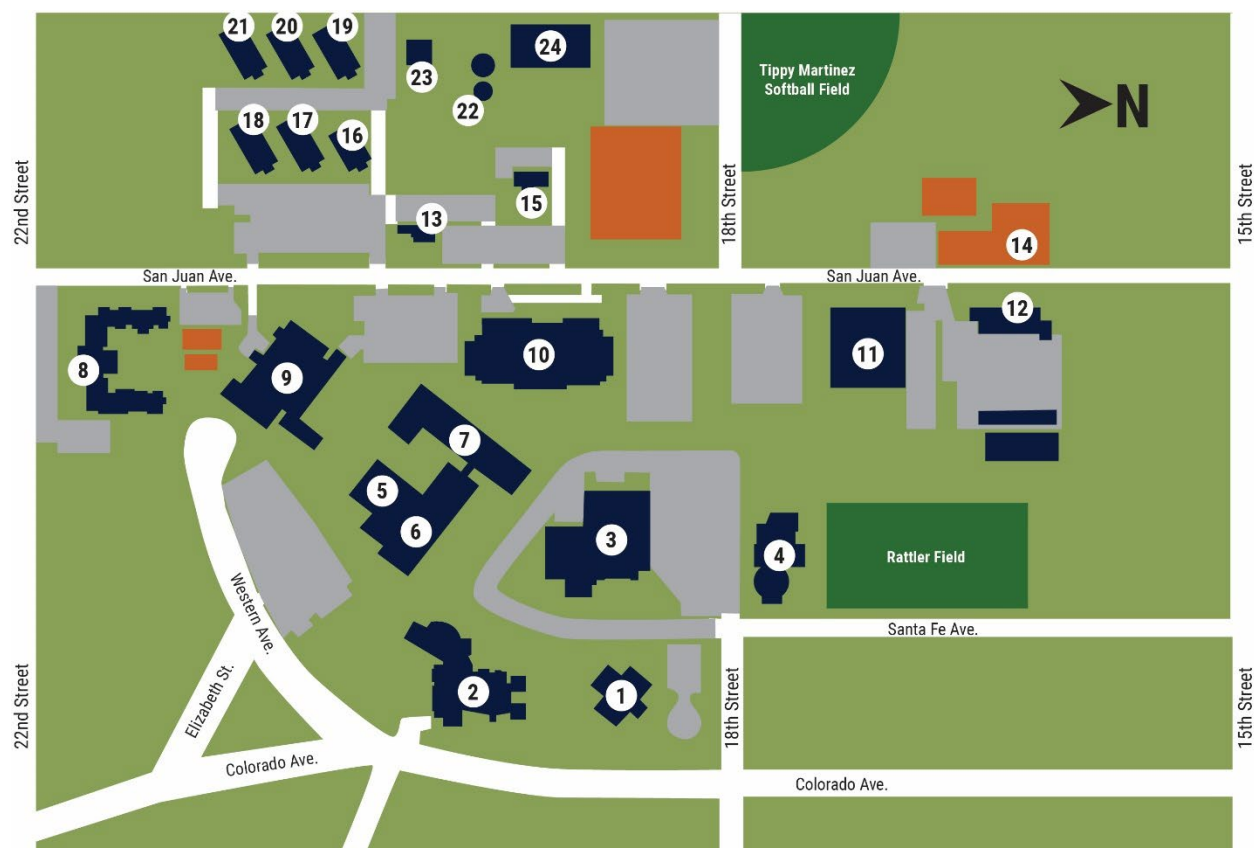 21
20
19
23
24
22
Tippy Martinez
Softball Field
N
18
17
16
15
13
14
22nd Street
18th Street
15th Street
San Juan Ave.
San Juan Ave.
12
8
9
10
11
7
5
6
3
4
Rattler Field
Western Ave.
Santa Fe Ave.
Elizabeth St.
2
1
22nd Street
18th Street
15th Street
Colorado Ave.
Colorado Ave.